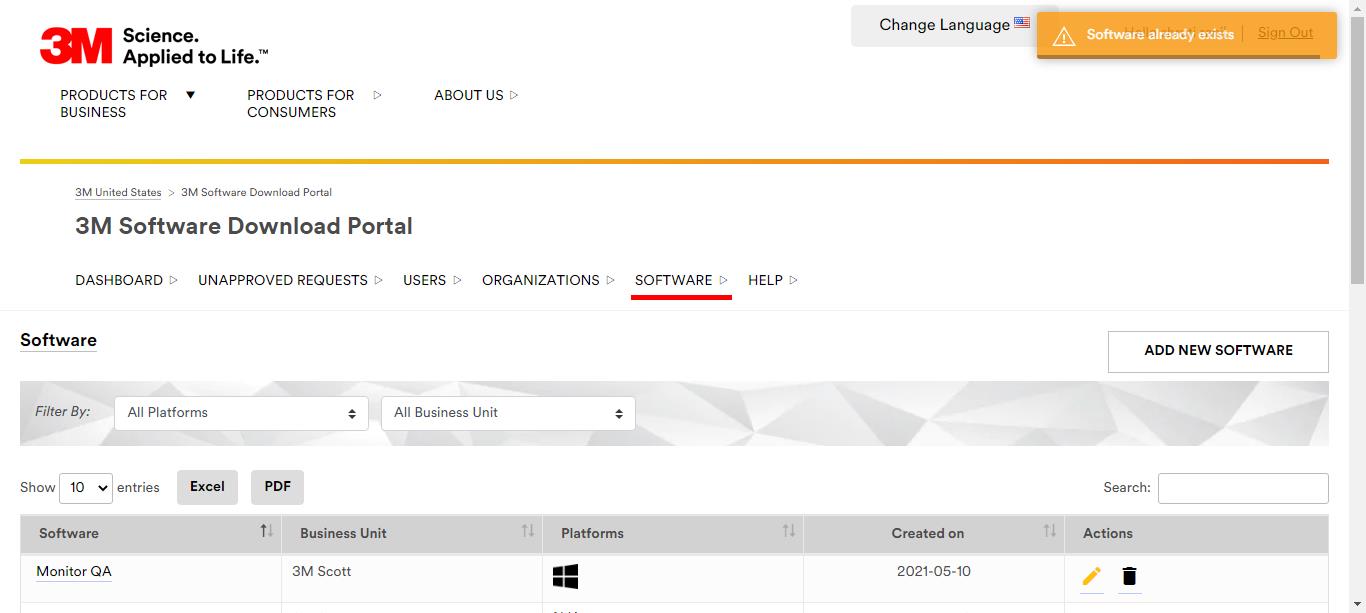 3M Science.
Applied to Life.™
Change Language
Software already exists
Sign Out
PRODUCTS FOR
BUSINESS
PRODUCTS FOR
CONSUMERS
ABOUT US
3M United States > 3M Software Download Portal
3M Software Download Portal
DASHBOARD
UNAPPROVED REQUESTS
USERS
ORGANIZATIONS
SOFTWARE
HELP
Software
ADD NEW SOFTWARE
Filter By:
All Platforms
All Business Unit
Show 10 entries
Excel
PDF
Search:
Software
Business Unit
Platforms
Created on
Actions
Monitor QA
3M Scott
2021-05-10